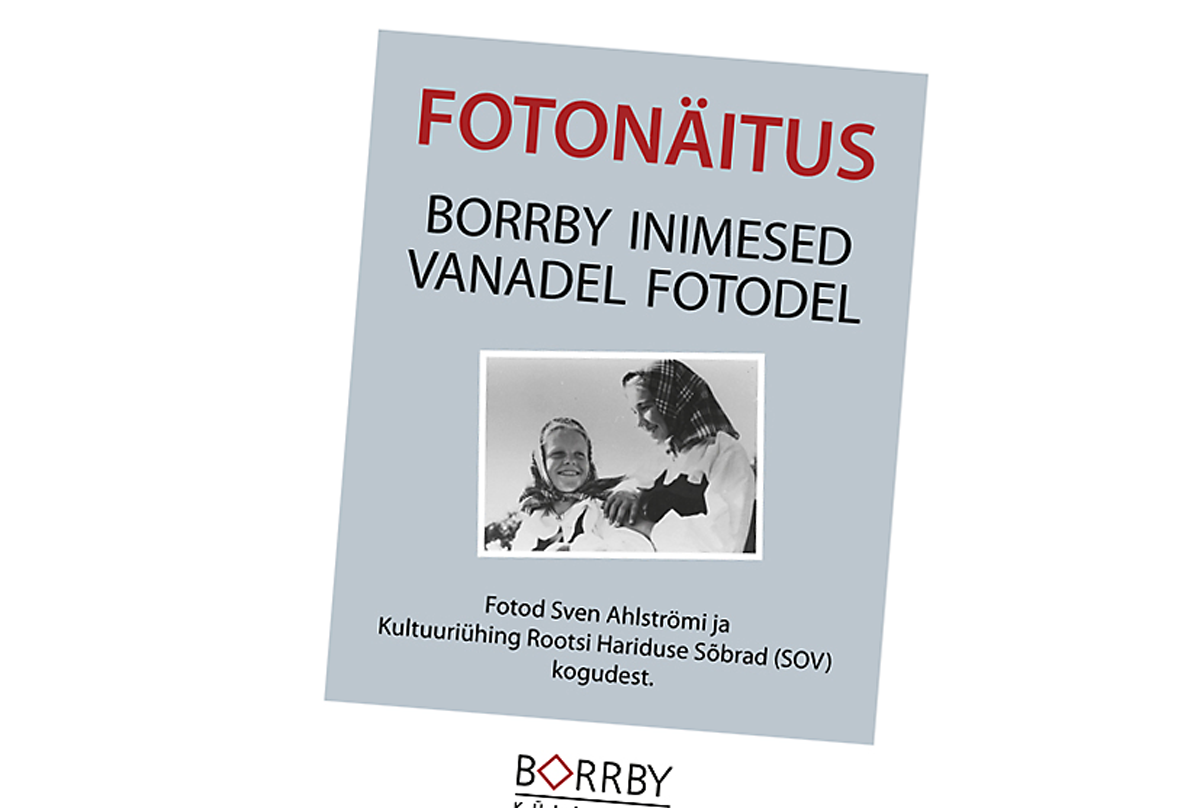 FOTONÄITUS
BORRBY INIMESED
VANADEL FOTODEL
Fotod Sven Ahlströmi ja
Kultuuriühing Rootsi Hariduse Sõbrad (SOV)
kogudest.
BORRBY